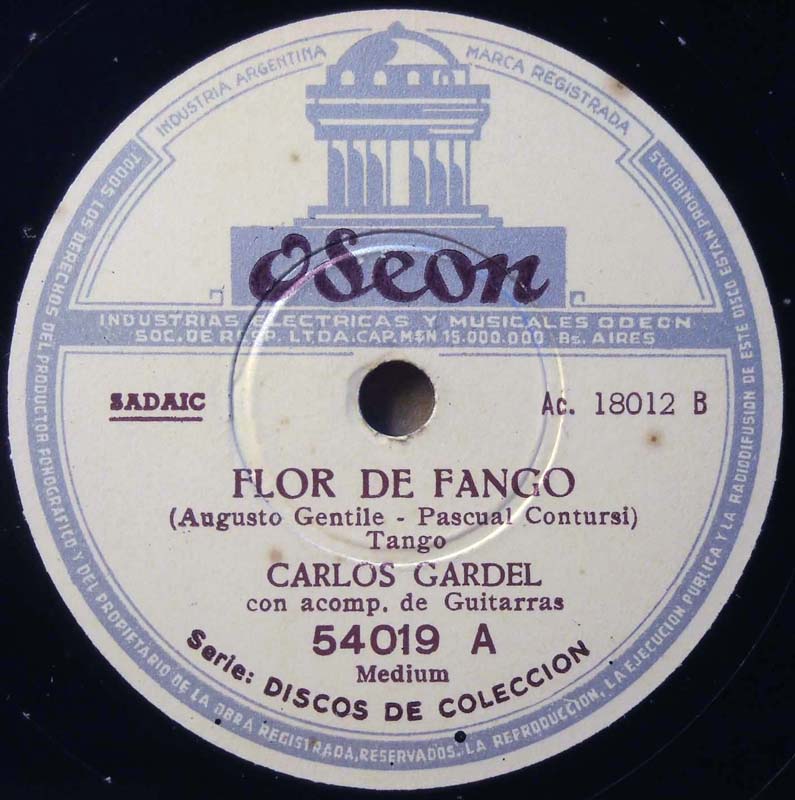 INDUSTRIA ARGENTINA
MARCA REGISTRADA
Odeon
INDUSTRIAS ELECTRICAS Y MUSICALES ODEON
SOC. DE RESP. LTDA. CAP. M$N 15.000.000 Bs. AIRES
SADAIC
Ac. 18012 B
FLOR DE FANGO
(Augusto Gentile - Pascual Contursi)
Tango
CARLOS GARDEL
con acomp. de Guitarras
54019 A
Medium
Serie: DISCOS DE COLECCION
TODOS LOS DERECHOS DEL PRODUCTOR FONOGRAFICO Y DEL PROPIETARIO DE LA OBRA REGISTRADA, RESERVADOS. LA REPRODUCCION, LA EJECUCION PUBLICA Y LA RADIODIFUSION DE ESTE DISCO ESTAN PROHIBIDAS